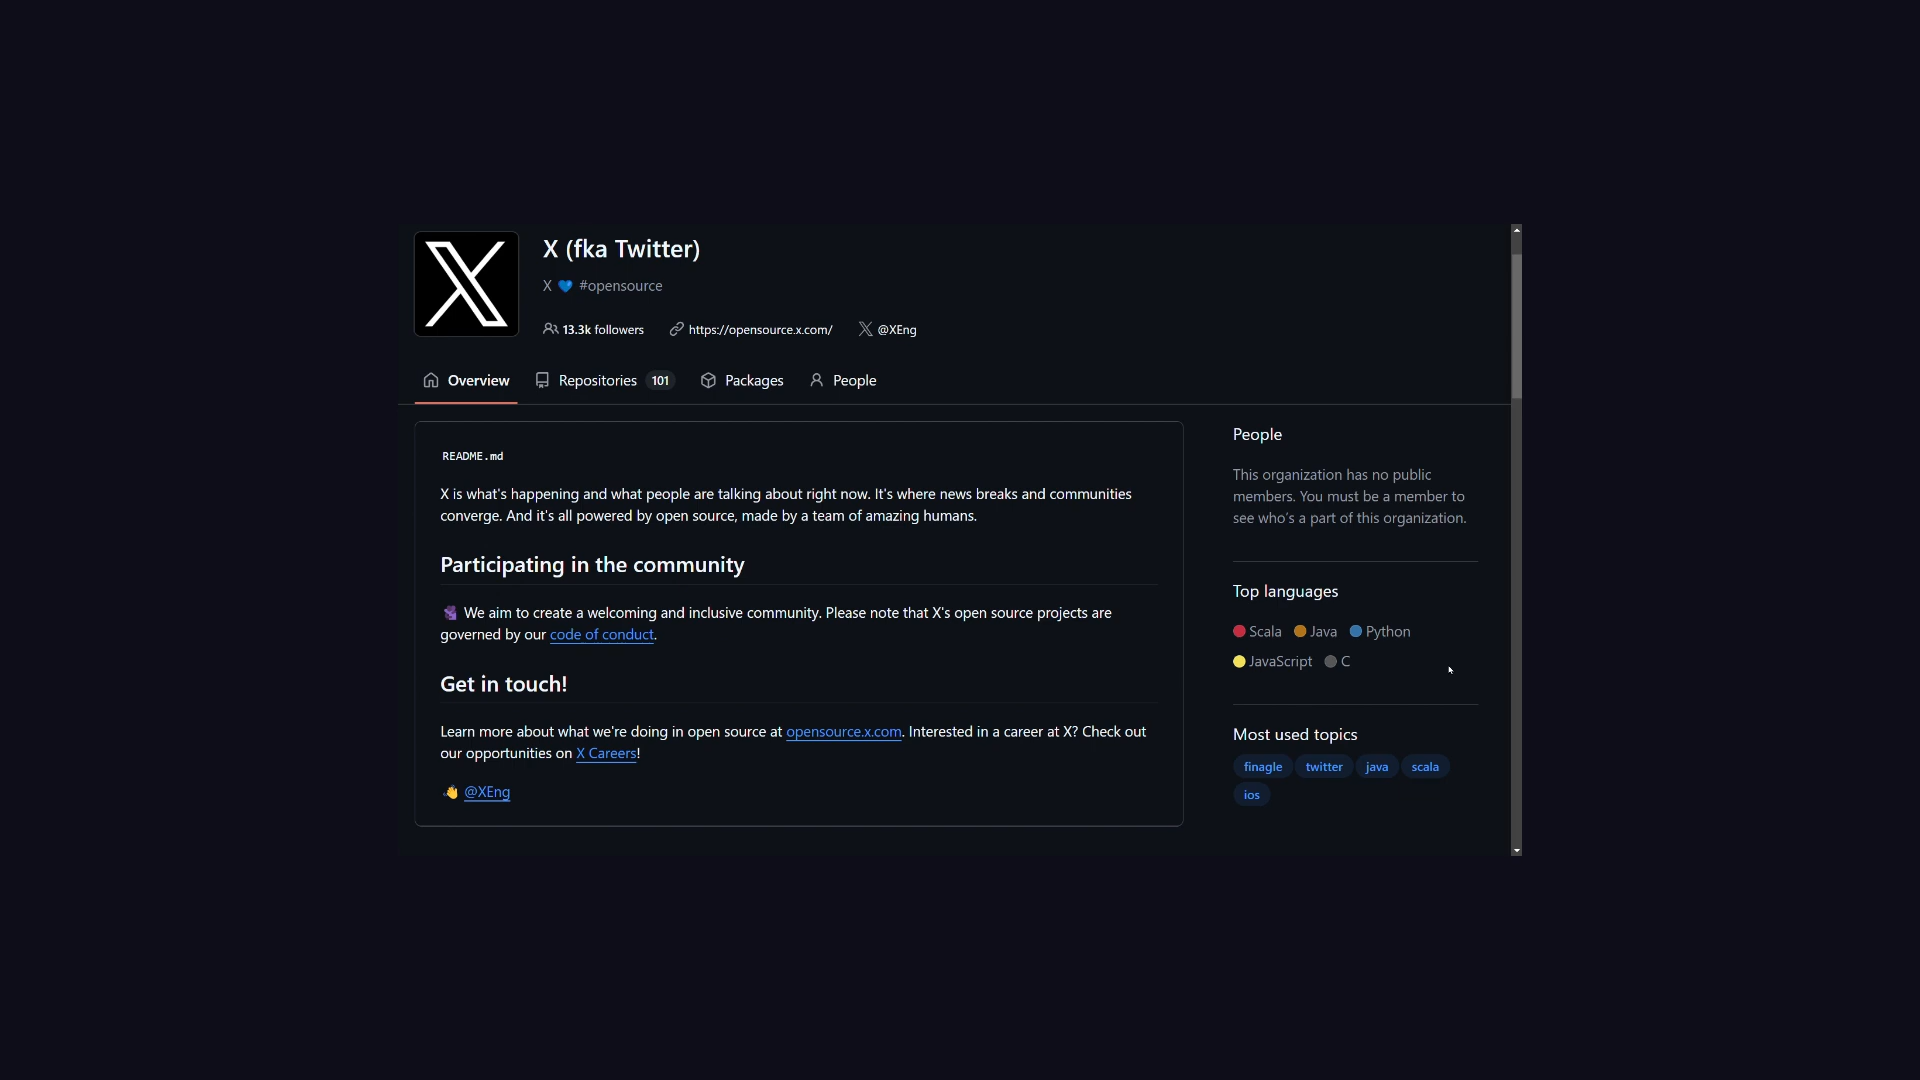 X (fka Twitter)
X 💙 #opensource
13.3k followers https://opensource.x.com/ @XEng
Overview Repositories 101 Packages People
README.md
X is what's happening and what people are talking about right now. It's where news breaks and communities
converge. And it's all powered by open source, made by a team of amazing humans.
Participating in the community
We aim to create a welcoming and inclusive community. Please note that X's open source projects are
governed by our code of conduct.
Get in touch!
Learn more about what we're doing in open source at opensource.x.com. Interested in a career at X? Check out
our opportunities on X Careers!
👋 @XEng
People
This organization has no public
members. You must be a member to
see who's a part of this organization.
Top languages
Scala Java Python
JavaScript C
Most used topics
finagle twitter java scala
ios